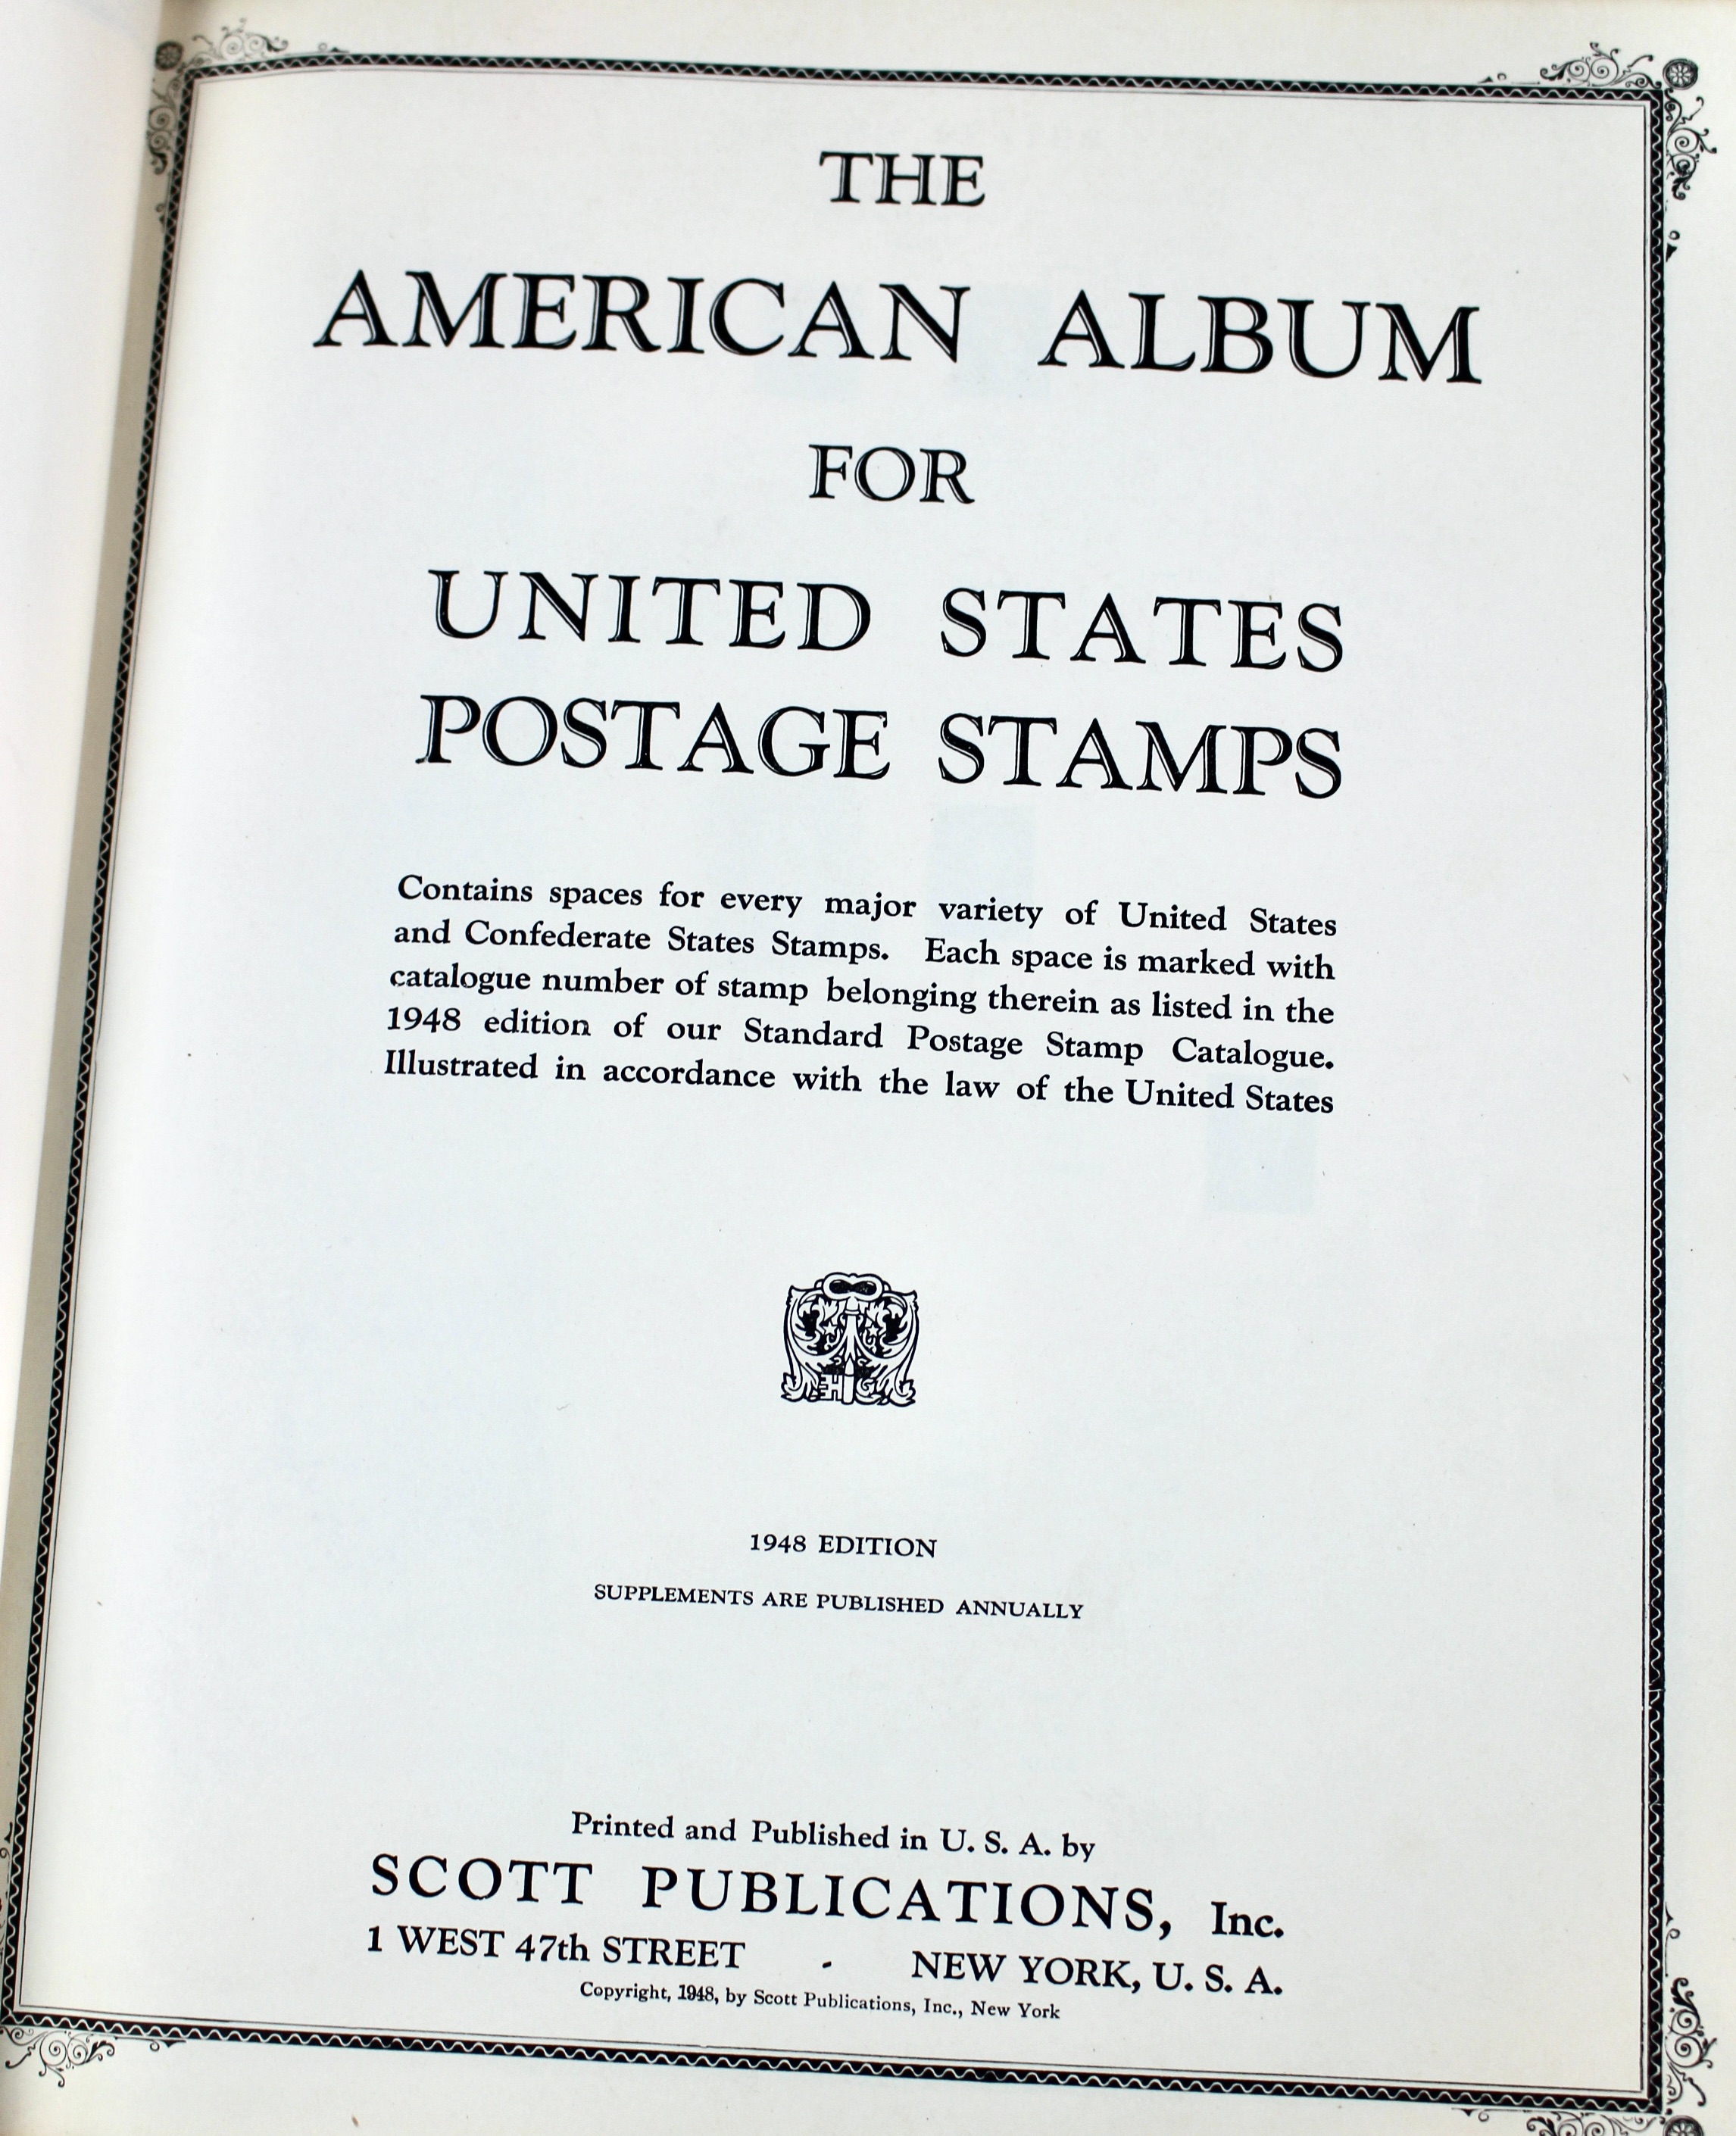 THE
AMERICAN ALBUM
FOR
UNITED STATES
POSTAGE STAMPS
Contains spaces for every major variety of United States
and Confederate States Stamps. Each space is marked with
catalogue number of stamp belonging therein as listed in the
1948 edition of our Standard Postage Stamp Catalogue.
Illustrated in accordance with the law of the United States
1948 EDITION
SUPPLEMENTS ARE PUBLISHED ANNUALLY
Printed and Published in U. S. A. by
SCOTT PUBLICATIONS, Inc.
1 WEST 47th STREET - NEW YORK, U. S. A.
Copyright, 1948, by Scott Publications, Inc., New York